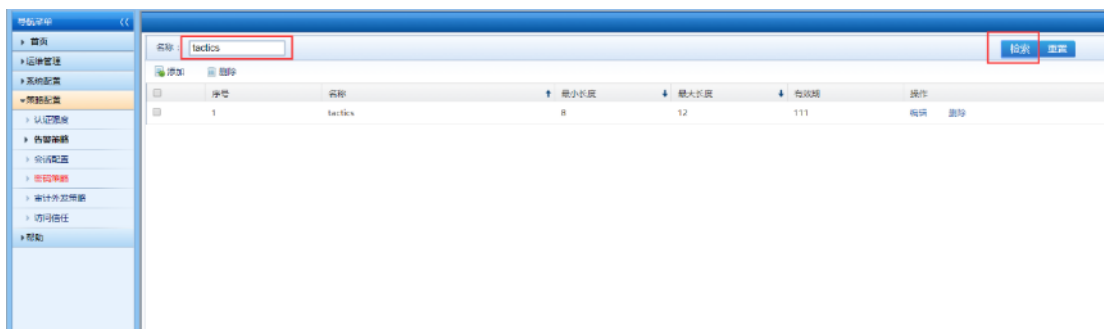 导航菜单 <<
首页
运维管理
系统配置
策略配置
认证强度
告警策略
会话配置
密码策略
审计外放策略
访问信任
帮助
名称： tactics 检索 重置
添加 删除
序号 名称 最小长度 最大长度 有效期 操作
1 tactics 8 12 111 编辑 删除